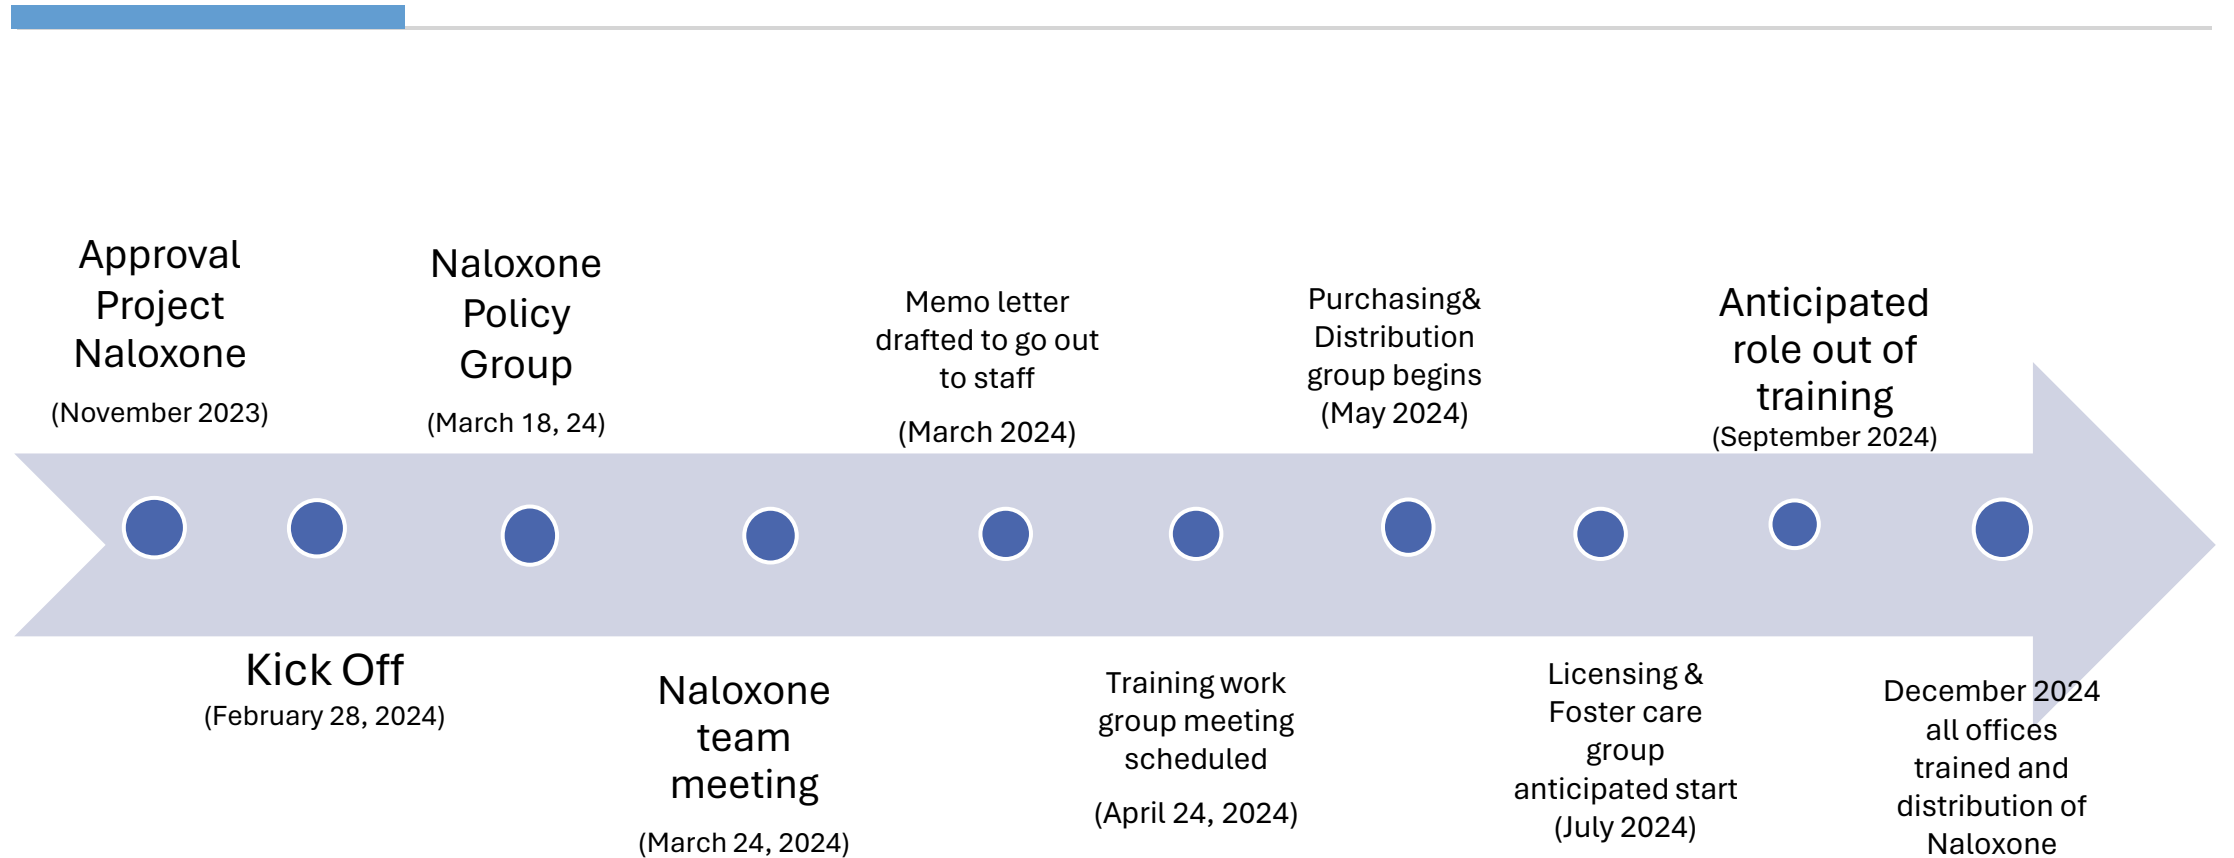 Approval
Project
Naloxone
(November 2023)
Kick Off
(February 28, 2024)
Naloxone
Policy
Group
(March 18, 24)
Naloxone
team
meeting
(March 24, 2024)
Memo letter
drafted to go out
to staff
(March 2024)
Training work
group meeting
scheduled
(April 24, 2024)
Purchasing&
Distribution
group begins
(May 2024)
Licensing &
Foster care
group
anticipated start
(July 2024)
Anticipated
role out of
training
(September 2024)
December 2024
all offices
trained and
distribution of
Naloxone